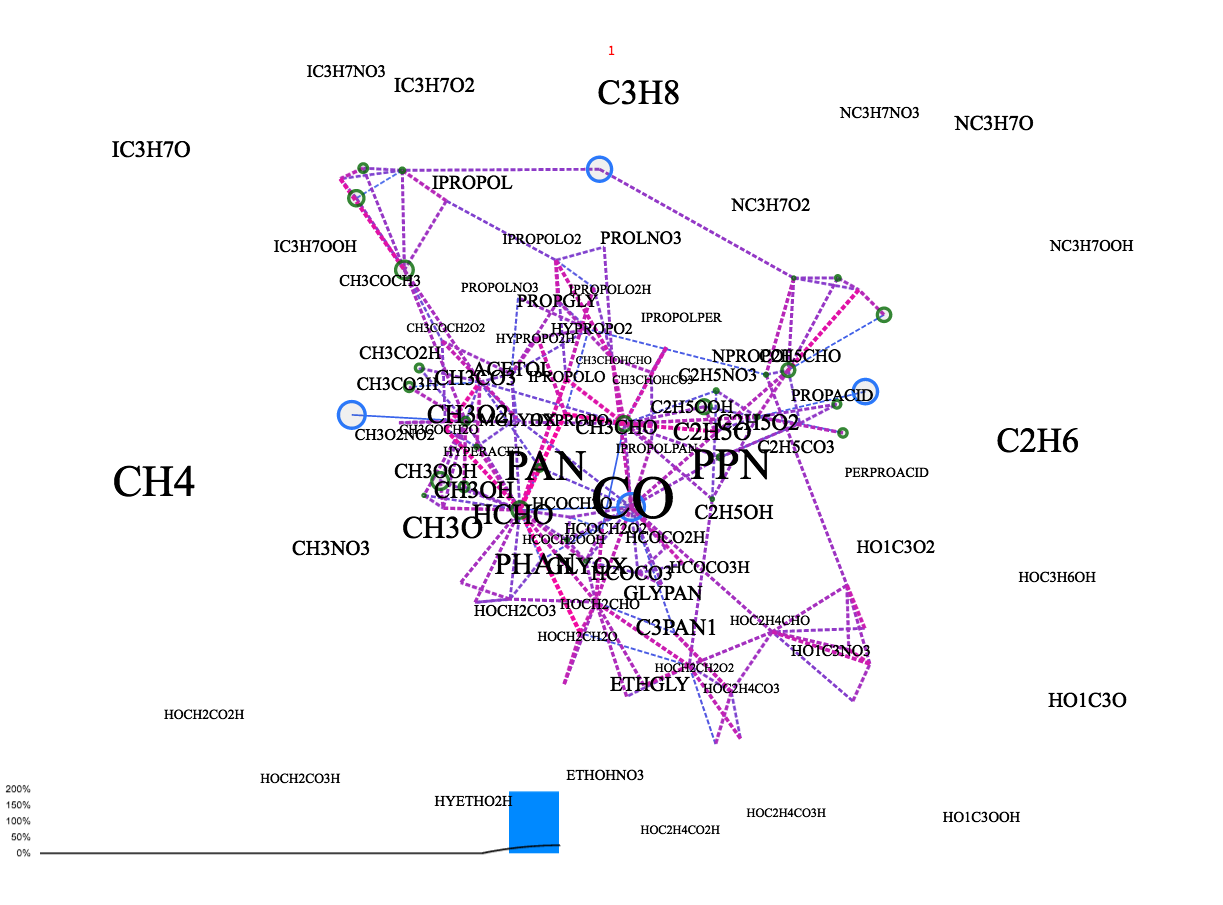 1
IC3H7NO3
IC3H7O2
C3H8
NC3H7NO3
NC3H7O
IC3H7O
IPROPOL
NC3H7O2
IPROPOLO2
PROLNO3
IC3H7OOH
NC3H7OOH
CH3COCH3
PROPOLNO3
IPROPOLO2H
PROPGLY
IPROPOLPER
CH3COCH2O2
HYPROPO2
HYPROPO2H
CH3CO2H
CH3CHOHCHO
NPROPOL
C2H5CHO
ACETOL
CH3CO3
IPROPOLO
CH3CHOHCO3
C2H5NO3
CH3CO3H
PROPACID
C2H5OOH
CH3O2
MGLYOX
HYPROPO
CH3CHO
C2H5O
C2H5O2
CH3COCH2O
CH3O2NO2
C2H6
HYPERACET
IPROPOLPAN
C2H5CO3
PAN
PPN
CH3OOH
PERPROACID
CH4
CH3OH
CO
HCOCH2O
HCHO
C2H5OH
CH3O
HCOCH2O2
HCOCH2OOH
HCOCO2H
CH3NO3
HO1C3O2
PHAN
GLYOX
HCOCO3
HCOCO3H
HOC3H6OH
GLYPAN
HOCH2CO3
HOCH2CHO
HOC2H4CHO
C3PAN1
HOCH2CH2O
HO1C3NO3
HOCH2CH2O2
ETHGLY
HOC2H4CO3
HO1C3O
HOCH2CO2H
HOCH2CO3H
ETHOHNO3
200%
HYETHO2H
150%
HOC2H4CO3H
HO1C3OOH
100%
HOC2H4CO2H
50%
0%